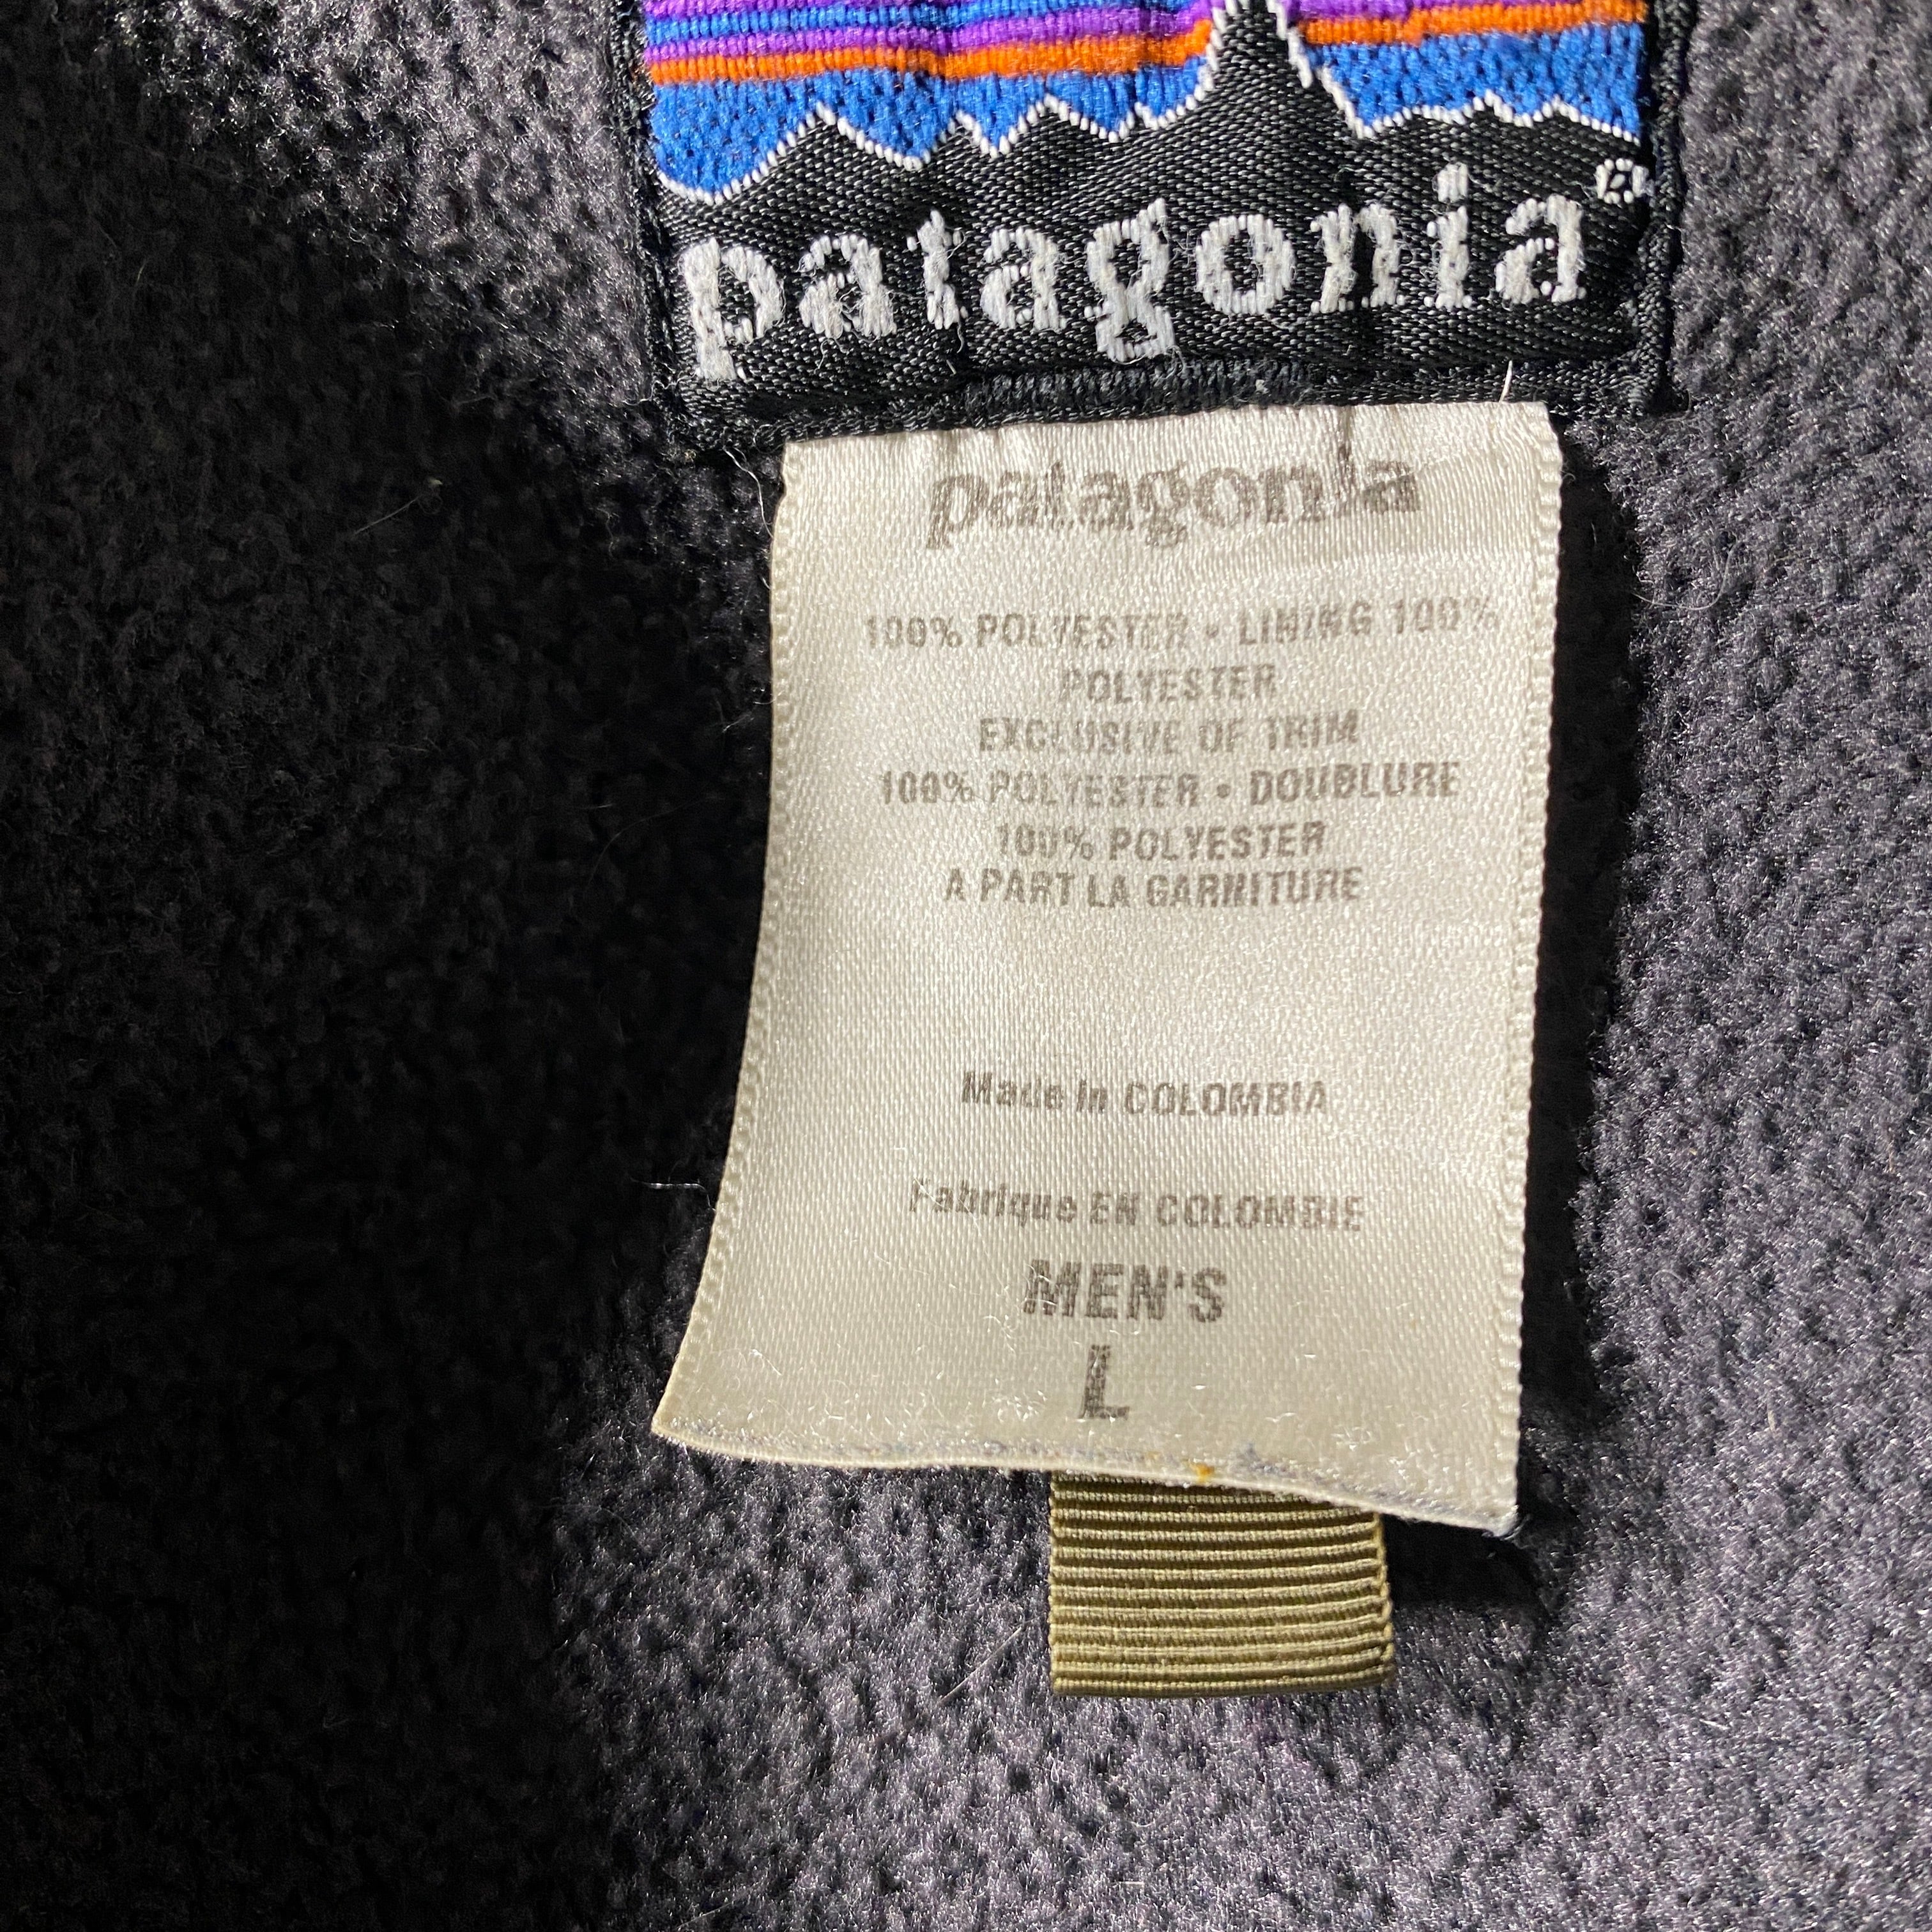 patagonia®
patagonia
100% POLYESTER • LINING 100%
POLYESTER
EXCLUSIVE OF TRIM
100% POLYESTER • DOUBLURE
100% POLYESTER
A PART LA GARNITURE
Made In COLOMBIA
Fabrique EN COLOMBIE
MEN'S
L